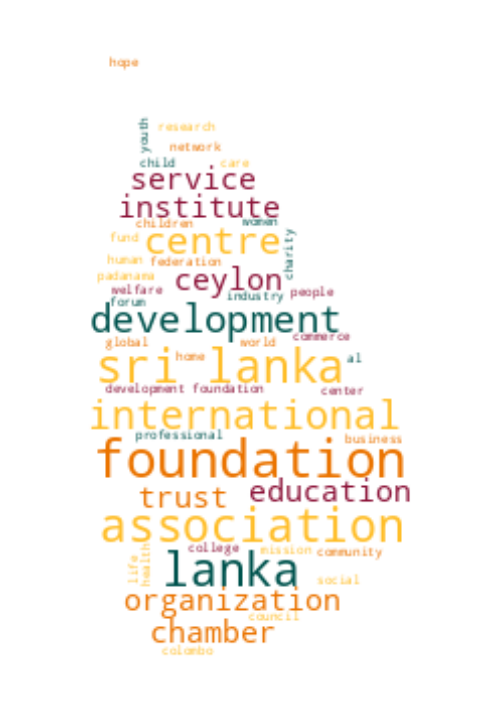 hope
youth
research
network
child
care
service
institute
children
women
fund
centre
charity
human
federation
padanama
ceylon
welfare
industry
people
forum
development
commerce
global
world
sri lanka
home
al
development foundation
center
international
professional
business
foundation
trust
education
association
college
mission
community
life
health
lanka
social
organization
council
chamber
colombo